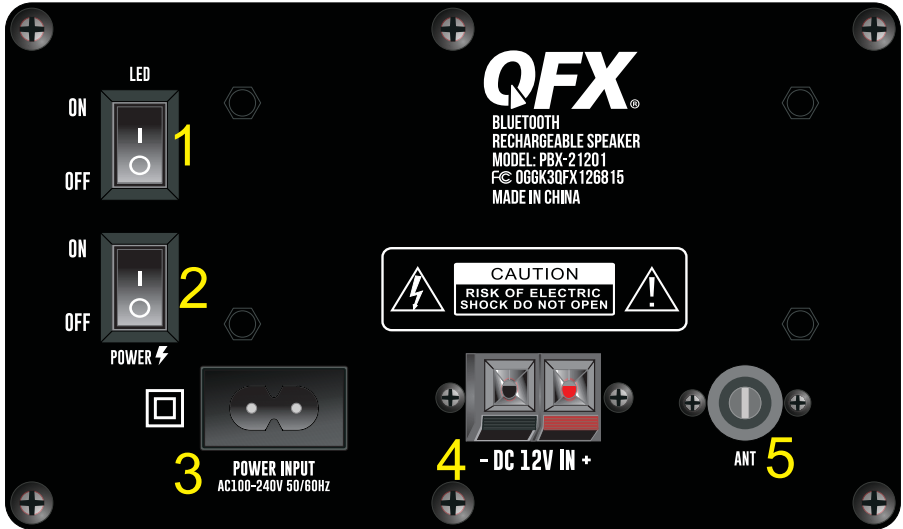 LED
ON
1
OFF
ON
2
OFF
POWER
3
POWER INPUT
AC100-240V 50/60Hz
QFX®
BLUETOOTH
RECHARGEABLE SPEAKER
MODEL: PBX-21201
FC OGGK3QFX126815
MADE IN CHINA
CAUTION
RISK OF ELECTRIC
SHOCK DO NOT OPEN
4
- DC 12V IN +
ANT
5